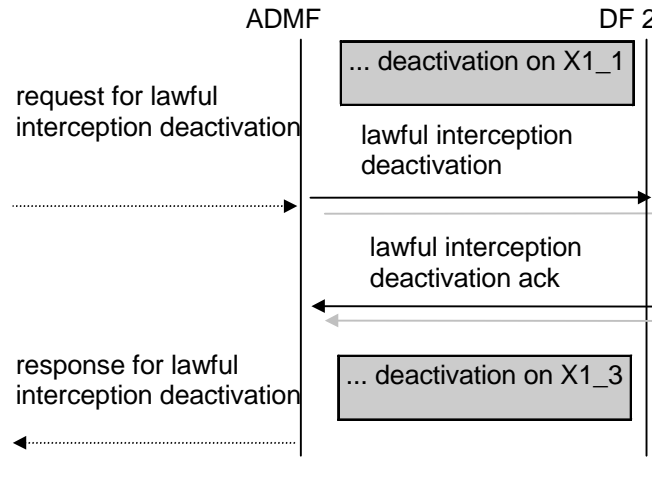 ADMF
DF 2
... deactivation on X1_1
request for lawful
interception deactivation
lawful interception
deactivation
lawful interception
deactivation ack
response for lawful
interception deactivation
... deactivation on X1_3